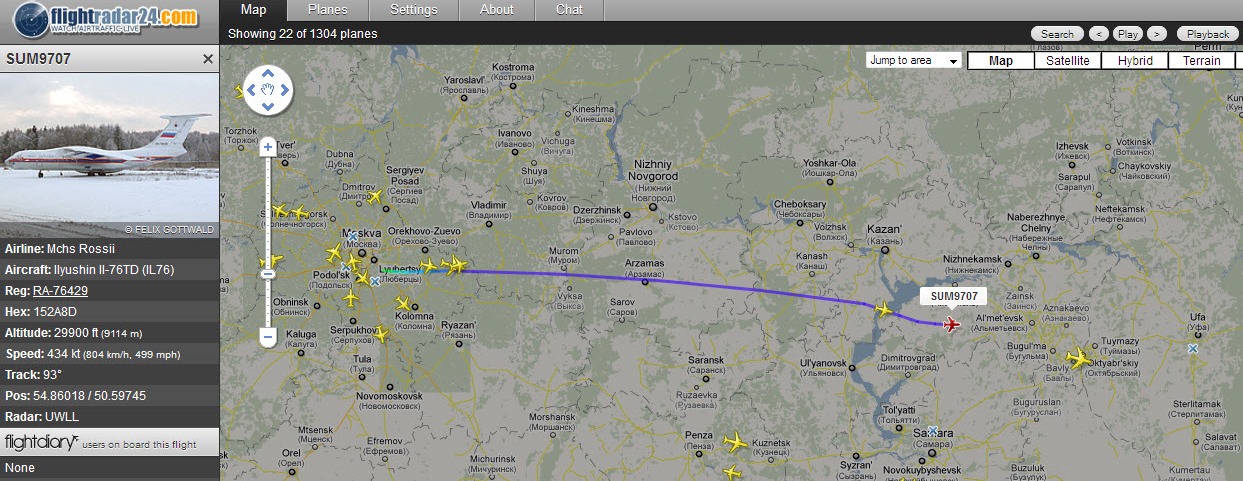 flightradar24.com
WATCH AIRTRAFFIC LIVE
Map
Planes
Settings
About
Chat
Showing 22 of 1304 planes
Search
<
Play
>
Playback
SUM9707
© FELIX GOTTWALD
Airline: Mchs Rossii
Aircraft: Ilyushin Il-76TD (IL76)
Reg: RA-76429
Hex: 152A8D
Altitude: 29900 ft (9114 m)
Speed: 434 kt (804 km/h, 499 mph)
Track: 93°
Pos: 54.86018 / 50.59745
Radar: UWLL
flightdiary users on board this flight
None
Jump to area
Map
Satellite
Hybrid
Terrain
Kostroma
(Кострома)
Yaroslavl'
(Ярославль)
Kineshma
(Кинешма)
Torzhok
(Торжок)
Ivanovo
(Иваново)
Vichuga
(Вичуга)
Dubna
(Дубна)
Shuya
(Шуя)
Nizhniy
Novgorod
(Нижний
Новгород)
Yoshkar-Ola
(Йошкар-Ола)
Izhevsk
(Ижевск)
Votkinsk
(Воткинск)
Chaykovskiy
(Чайковский)
Sarapul
(Сарапул)
Sergiyev
Posad
(Сергиев
Посад)
Dmitrov
(Дмитров)
Vladimir
(Владимир)
Kovrov
(Ковров)
Dzerzhinsk
(Дзержинск)
Kstovo
(Кстово)
Cheboksary
(Чебоксары)
Neftekamsk
(Нефтекамск)
Naberezhnye
Chelny
(Набережные
Челны)
Moskva
(Москва)
Orekhovo-Zuevo
(Орехово-Зуево)
Pavlovo
(Павлово)
Volzhsk
(Волжск)
Kazan'
(Казань)
Murom
(Муром)
Arzamas
(Арзамас)
Kanash
(Канаш)
Nizhnekamsk
(Нижнекамск)
Lyubertsy
(Люберцы)
Podol'sk
(Подольск)
Vyksa
(Выкса)
Sarov
(Саров)
SUM9707
Zainsk
(Заинск)
Obninsk
(Обнинск)
Kolomna
(Коломна)
Al'met'evsk
(Альметьевск)
Aznakaevo
(Азнакаево)
Ufa
(Уфа)
Kaluga
(Калуга)
Serpukhov
(Серпухов)
Ryazan'
(Рязань)
Bugul'ma
(Бугульма)
Tuymazy
(Туймазы)
Tula
(Тула)
Saransk
(Саранск)
Ul'yanovsk
(Ульяновск)
Dimitrovgrad
(Димитровград)
Bavly
(Бавлы)
Oktyabr'skiy
(Октябрьский)
Novomoskovsk
(Новомосковск)
Ruzaevka
(Рузаевка)
Buguruslan
(Бугуруслан)
Sterlitamak
(Стерлитамак)
Morshansk
(Моршанск)
Tol'yatti
(Тольятти)
Mtsensk
(Мценск)
Efremov
(Ефремов)
Penza
(Пенза)
Kuznetsk
(Кузнецк)
Samara
(Самара)
Salavat
(Салават)
Orel
(Орел)
Michurinsk
(Мичуринск)
Syzran'
(Сызрань)
Novokuybyshevsk
Buzuluk
(Бузулук)
Kumertau
(Кумертау)